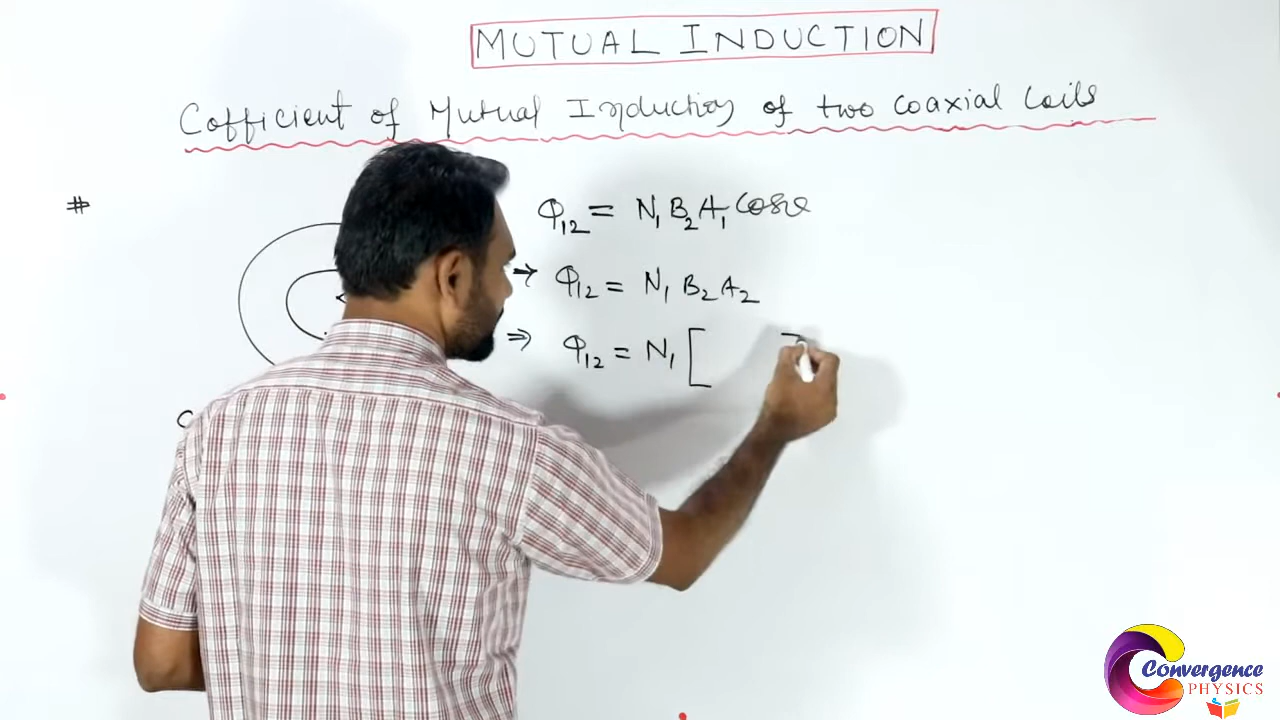 MUTUAL INDUCTION
Cofficient of Mutual Induction of two Coaxial Coils
#
Φ₁₂ = N₁ B₂ A₁ Cosθ
→ Φ₁₂ = N₁ B₂ A₂
⇒ Φ₁₂ = N₁ [
Convergence
PHYSICS